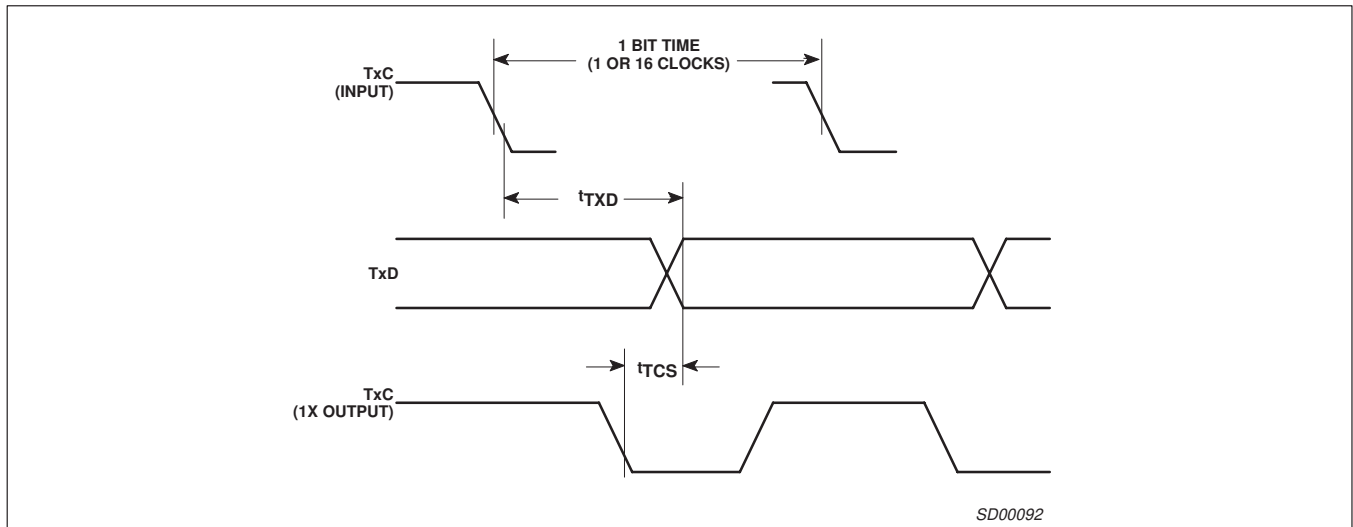 1 BIT TIME
(1 OR 16 CLOCKS)
TxC
(INPUT)
tTXD
TxD
tTCS
TxC
(1X OUTPUT)
SD00092